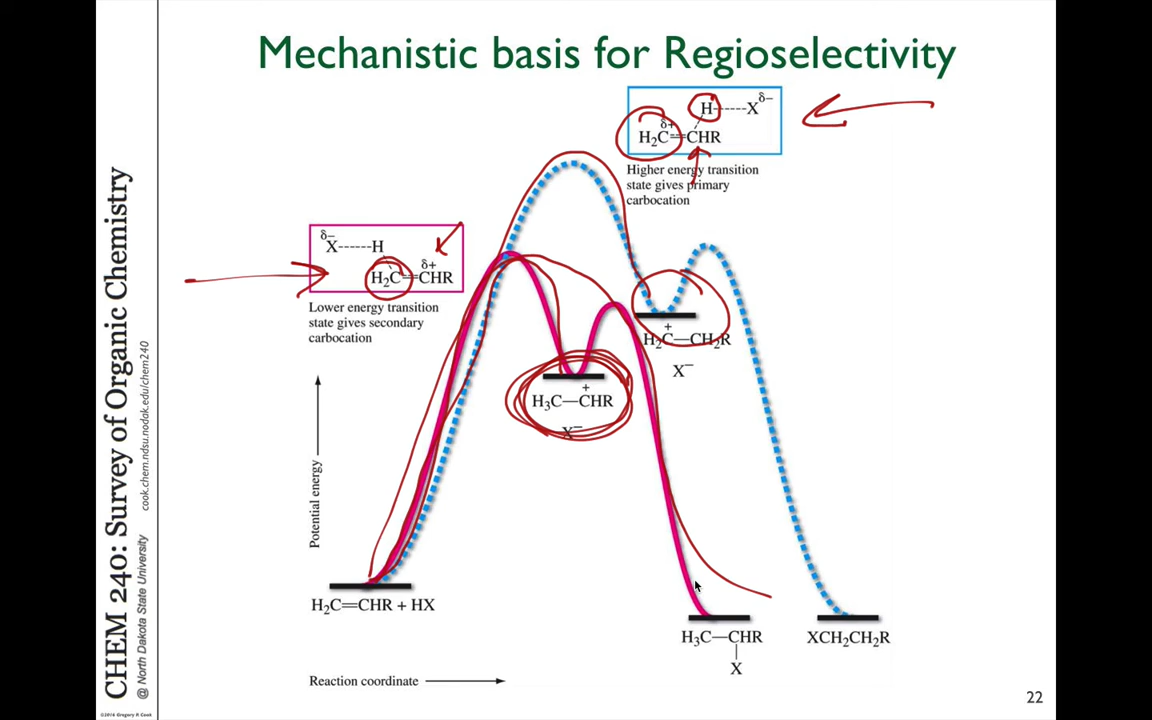 Mechanistic basis for Regioselectivity
CHEM 240: Survey of Organic Chemistry
@ North Dakota State University
cook.chem.ndsu.nodak.edu/chem240
©2016 Gregory R. Cook
H-----X δ−
δ+
H₂C==CHR
Higher energy transition
state gives primary
carbocation
δ−
X------H
δ+
H₂C==CHR
Lower energy transition
state gives secondary
carbocation
+
H₂C—CH₂R
X−
+
H₃C—CHR
X−
Potential energy
H₂C=CHR + HX
H₃C—CHR
|
X
XCH₂CH₂R
Reaction coordinate
22